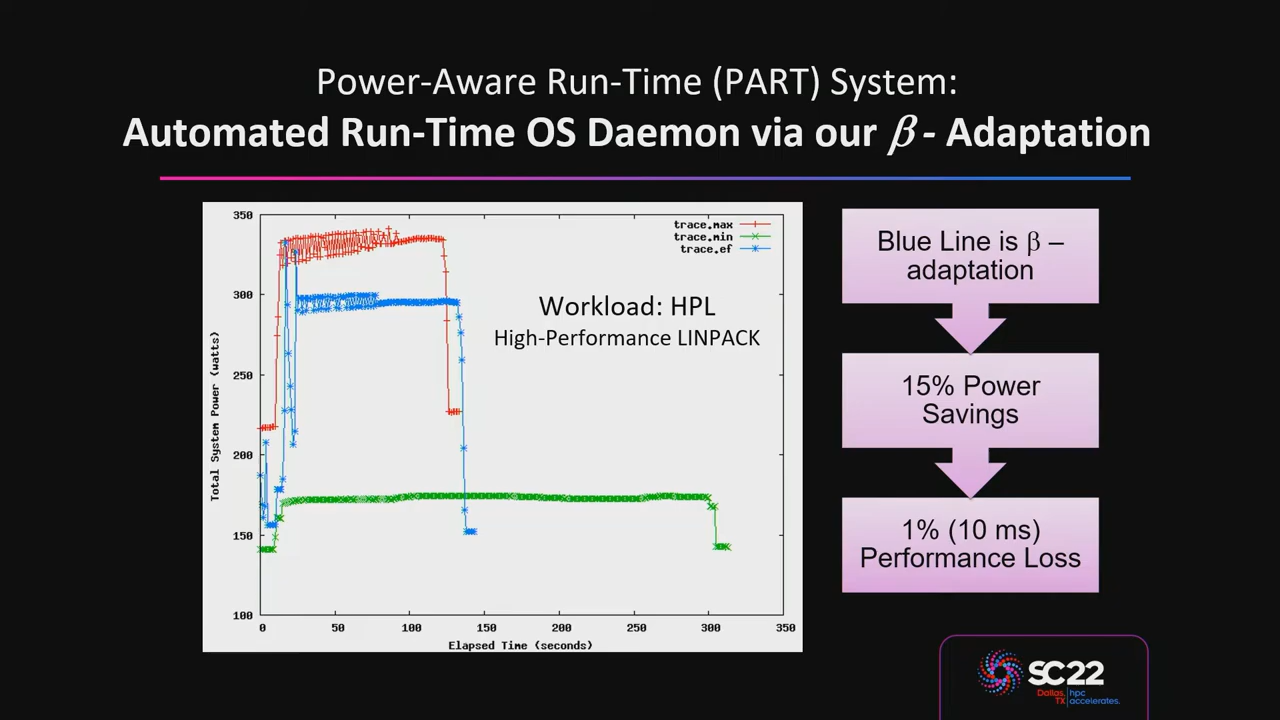 Power-Aware Run-Time (PART) System:
Automated Run-Time OS Daemon via our β - Adaptation
350
300
250
200
150
100
Total System Power (watts)
trace.max
trace.min
trace.ef
Workload: HPL
High-Performance LINPACK
0 50 100 150 200 250 300 350
Elapsed Time (seconds)
Blue Line is β –
adaptation
15% Power
Savings
1% (10 ms)
Performance Loss
SC22
Dallas, TX
hpc accelerates.